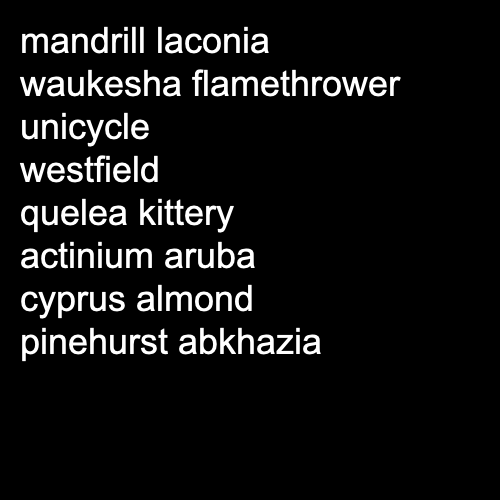 mandrill laconia
waukesha flamethrower
unicycle
westfield
quelea kittery
actinium aruba
cyprus almond
pinehurst abkhazia